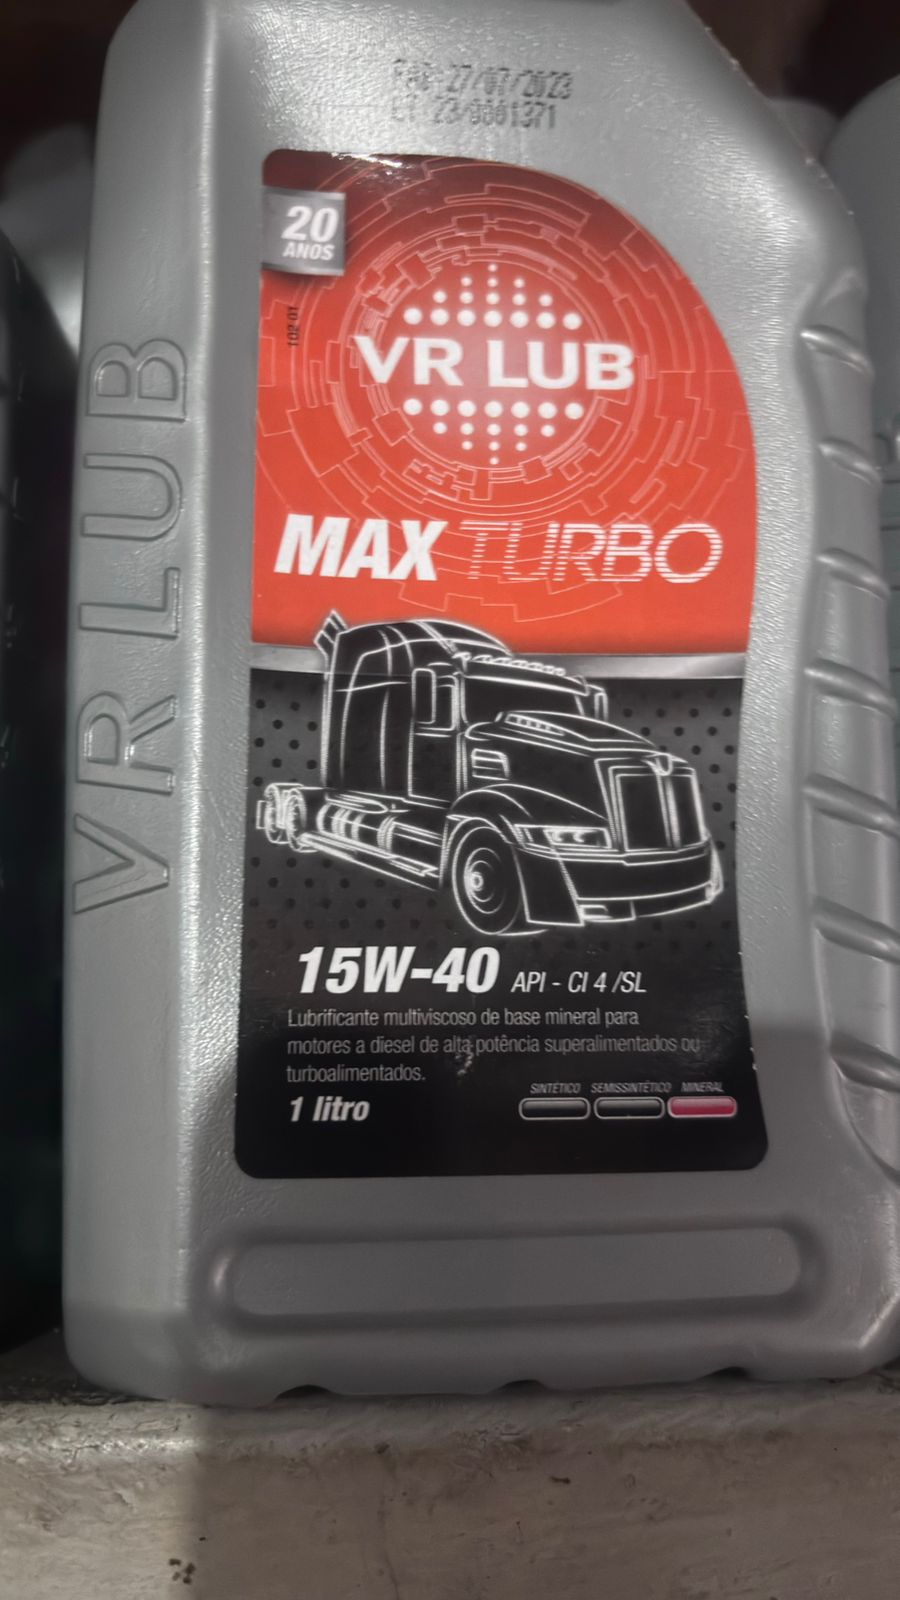 Fab: 27/07/2023
LT 23/0001371
20
ANOS
102 01
VR LUB
MAX TURBO
VR LUB
15W-40 API - CI 4 /SL
Lubrificante multiviscoso de base mineral para
motores a diesel de alta potência superalimentados ou
turboalimentados.
SINTÉTICO SEMISSINTÉTICO MINERAL
1 litro